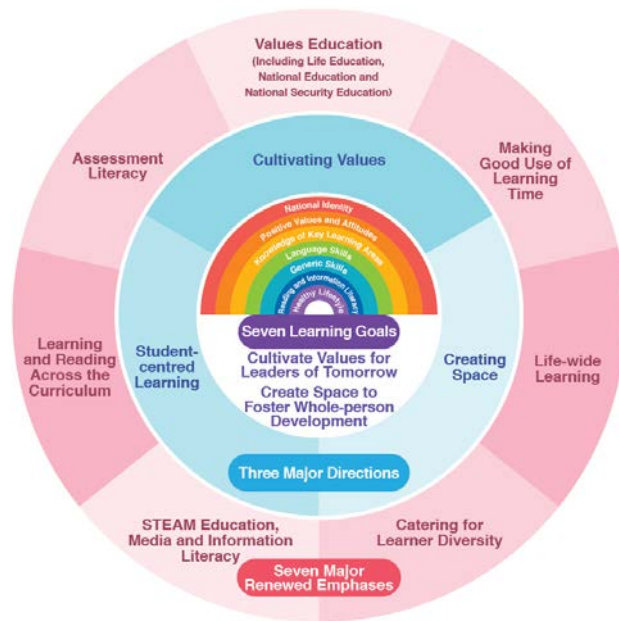 Values Education
(Including Life Education,
National Education and
National Security Education)
Assessment
Literacy
Cultivating Values
Making
Good Use of
Learning
Time
National Identity
Positive Values and Attitudes
Knowledge of Key Learning Areas
Language Skills
Generic Skills
Reading and Information Literacy
Healthy Lifestyle
Seven Learning Goals
Cultivate Values for
Leaders of Tomorrow
Create Space to
Foster Whole-person
Development
Learning
and Reading
Across the
Curriculum
Student-
centred
Learning
Creating
Space
Life-wide
Learning
Three Major Directions
STEAM Education,
Media and Information
Literacy
Catering for
Learner Diversity
Seven Major
Renewed Emphases